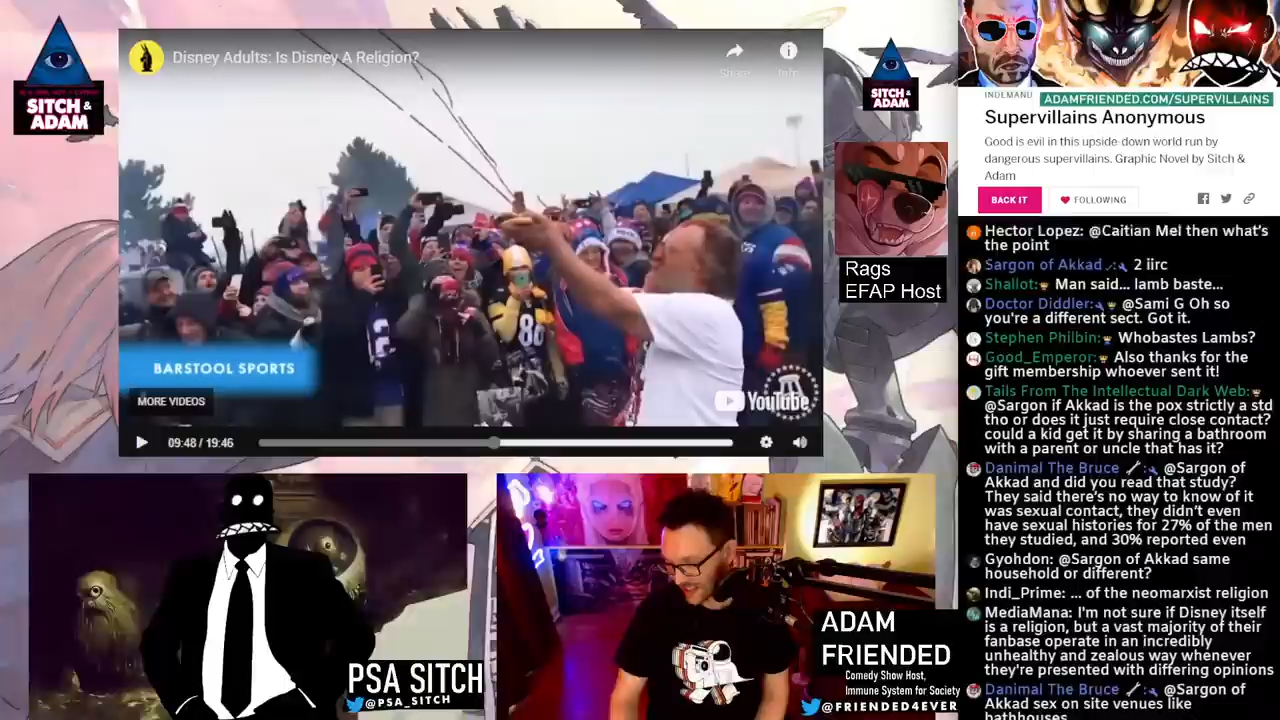 Disney Adults: Is Disney A Religion?
Share
Info
SITCH &
ADAM
SITCH &
ADAM
86
BARSTOOL SPORTS
MORE VIDEOS
YouTube
09:48 / 19:46
Rags
EFAP Host
PSA SITCH
@PSA_SITCH
ADAM
FRIENDED
Comedy Show Host,
Immune System for Society
@FRIENDED4EVER
INDEMAND
ADAMFRIENDED.COM/SUPERVILLAINS
Supervillains Anonymous
Good is evil in this upside-down world run by
dangerous supervillains. Graphic Novel by Sitch &
Adam
BACK IT
FOLLOWING
Hector Lopez: @Caitian Mel then what's
the point
Sargon of Akkad: 2 iirc
Shallot: Man said... lamb baste...
Doctor Diddler: @Sami G Oh so
you're a different sect. Got it.
Stephen Philbin: Whobastes Lambs?
Good_Emperor: Also thanks for the
gift membership whoever sent it!
Tails From The Intellectual Dark Web:
@Sargon if Akkad is the pox strictly a std
tho or does it just require close contact?
could a kid get it by sharing a bathroom
with a parent or uncle that has it?
Danimal The Bruce : @Sargon of
Akkad and did you read that study?
They said there's no way to know of it
was sexual contact, they didn't even
have sexual histories for 27% of the men
they studied, and 30% reported even
Gyohdon: @Sargon of Akkad same
household or different?
Indi_Prime: ... of the neomarxist religion
MediaMana: I'm not sure if Disney itself
is a religion, but a vast majority of their
fanbase operate in an incredibly
unhealthy and zealous way whenever
they're presented with differing opinions
Danimal The Bruce : @Sargon of
Akkad sex on site venues like
bathhouses